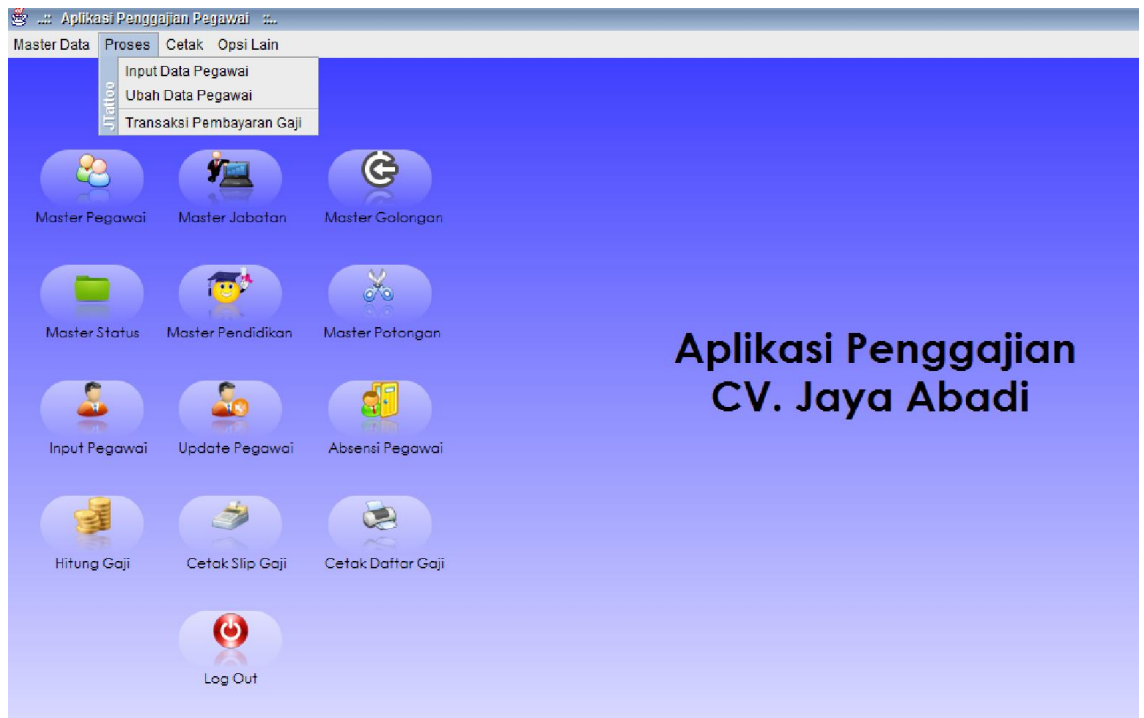 ..:: Aplikasi Penggajian Pegawai ::..
Master Data Proses Cetak Opsi Lain
JTattoo
Input Data Pegawai
Ubah Data Pegawai
Transaksi Pembayaran Gaji
Master Pegawai Master Jabatan Master Golongan
Master Status Master Pendidikan Master Potongan
Aplikasi Penggajian
CV. Jaya Abadi
Input Pegawai Update Pegawai Absensi Pegawai
Hitung Gaji Cetak Slip Gaji Cetak Daftar Gaji
Log Out